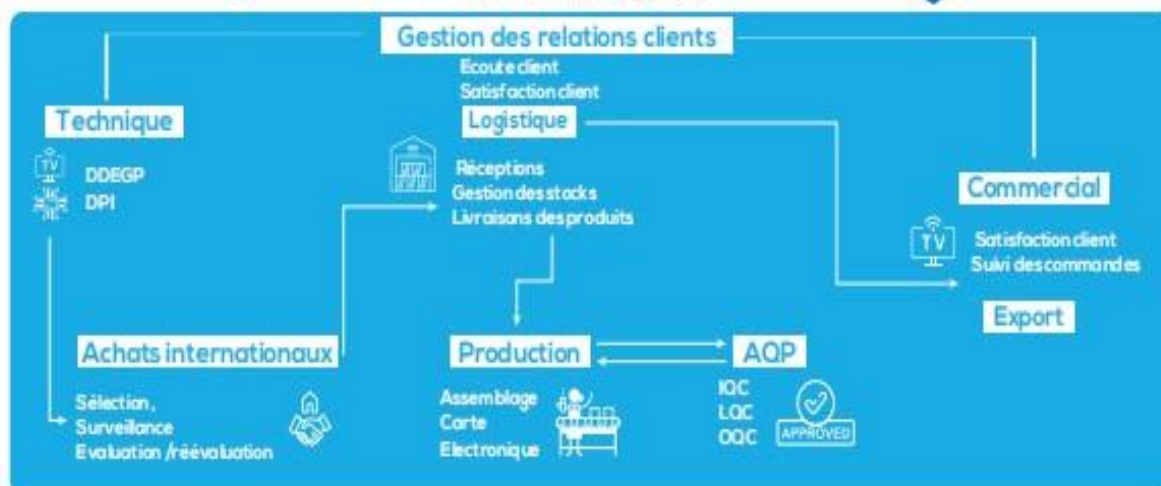 Gestion des relations clients
Ecoute client
Satisfaction client
Technique
DDEGP
DPI
Logistique
Réceptions
Gestion des stocks
Livraisons des produits
Commercial
TV
Satisfaction client
Suivi des commandes
Export
Achats internationaux
Sélection,
Surveillance
Evaluation /réévaluation
Production
Assemblage
Carte
Electronique
AQP
IQC
LQC
OQC
APPROVED
TV